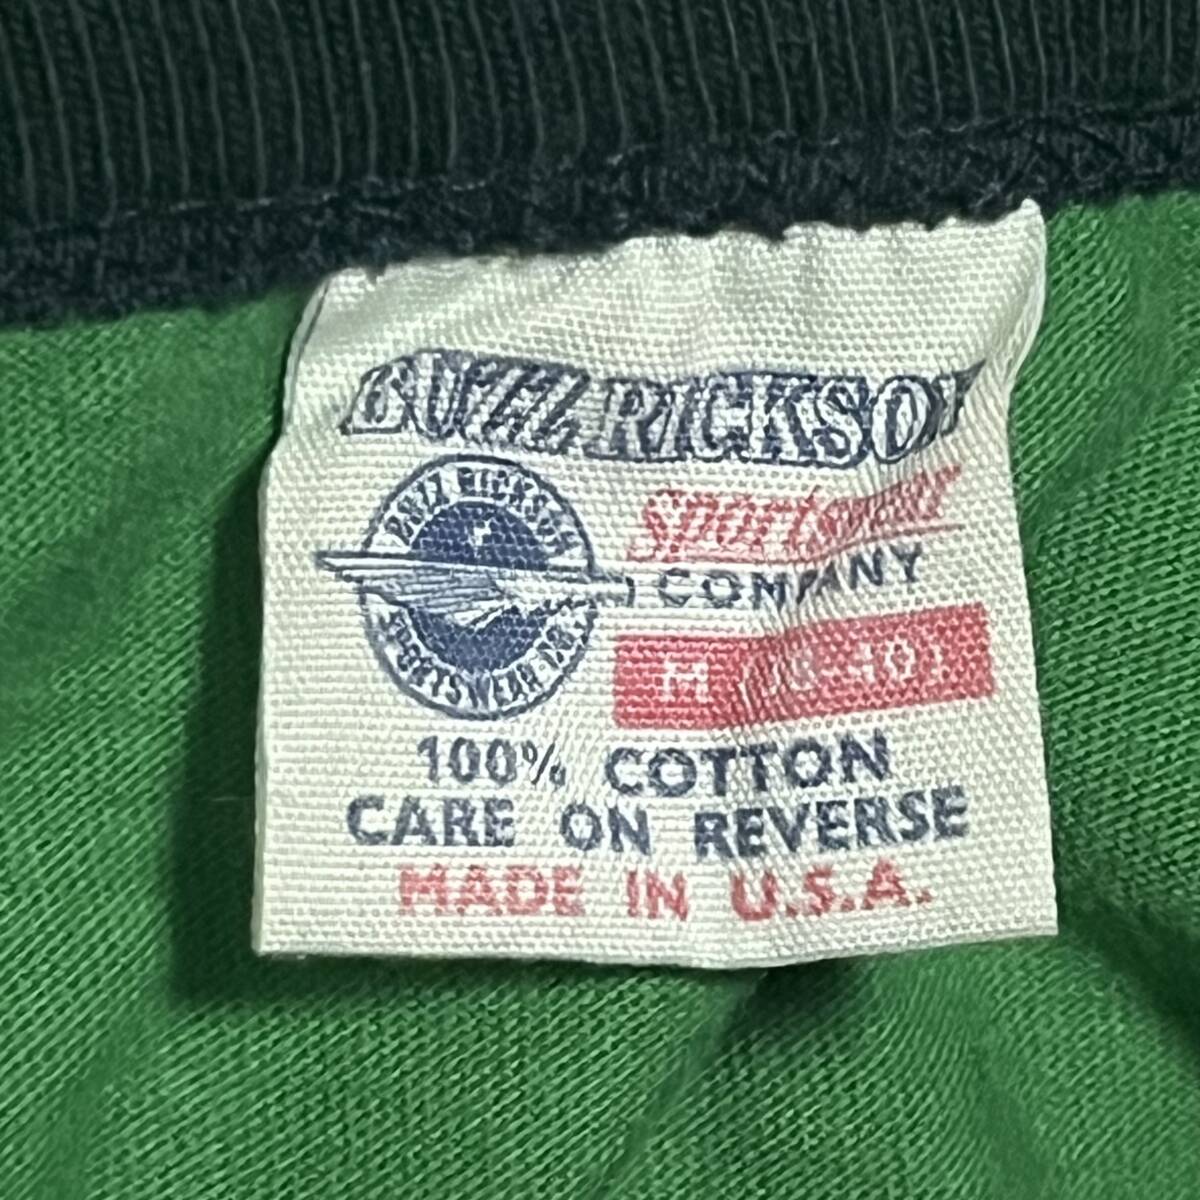 BUZZ RICKSON
BUZZ RICKSON
SPORTSWEAR CO.
Sportswear
COMPANY
M (38-40)
100% COTTON
CARE ON REVERSE
MADE IN U.S.A.